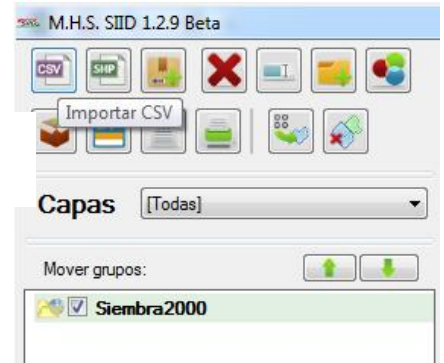 M.H.S. SIID 1.2.9 Beta
CSV SHP
Importar CSV
Capas [Todas]
Mover grupos:
Siembra2000